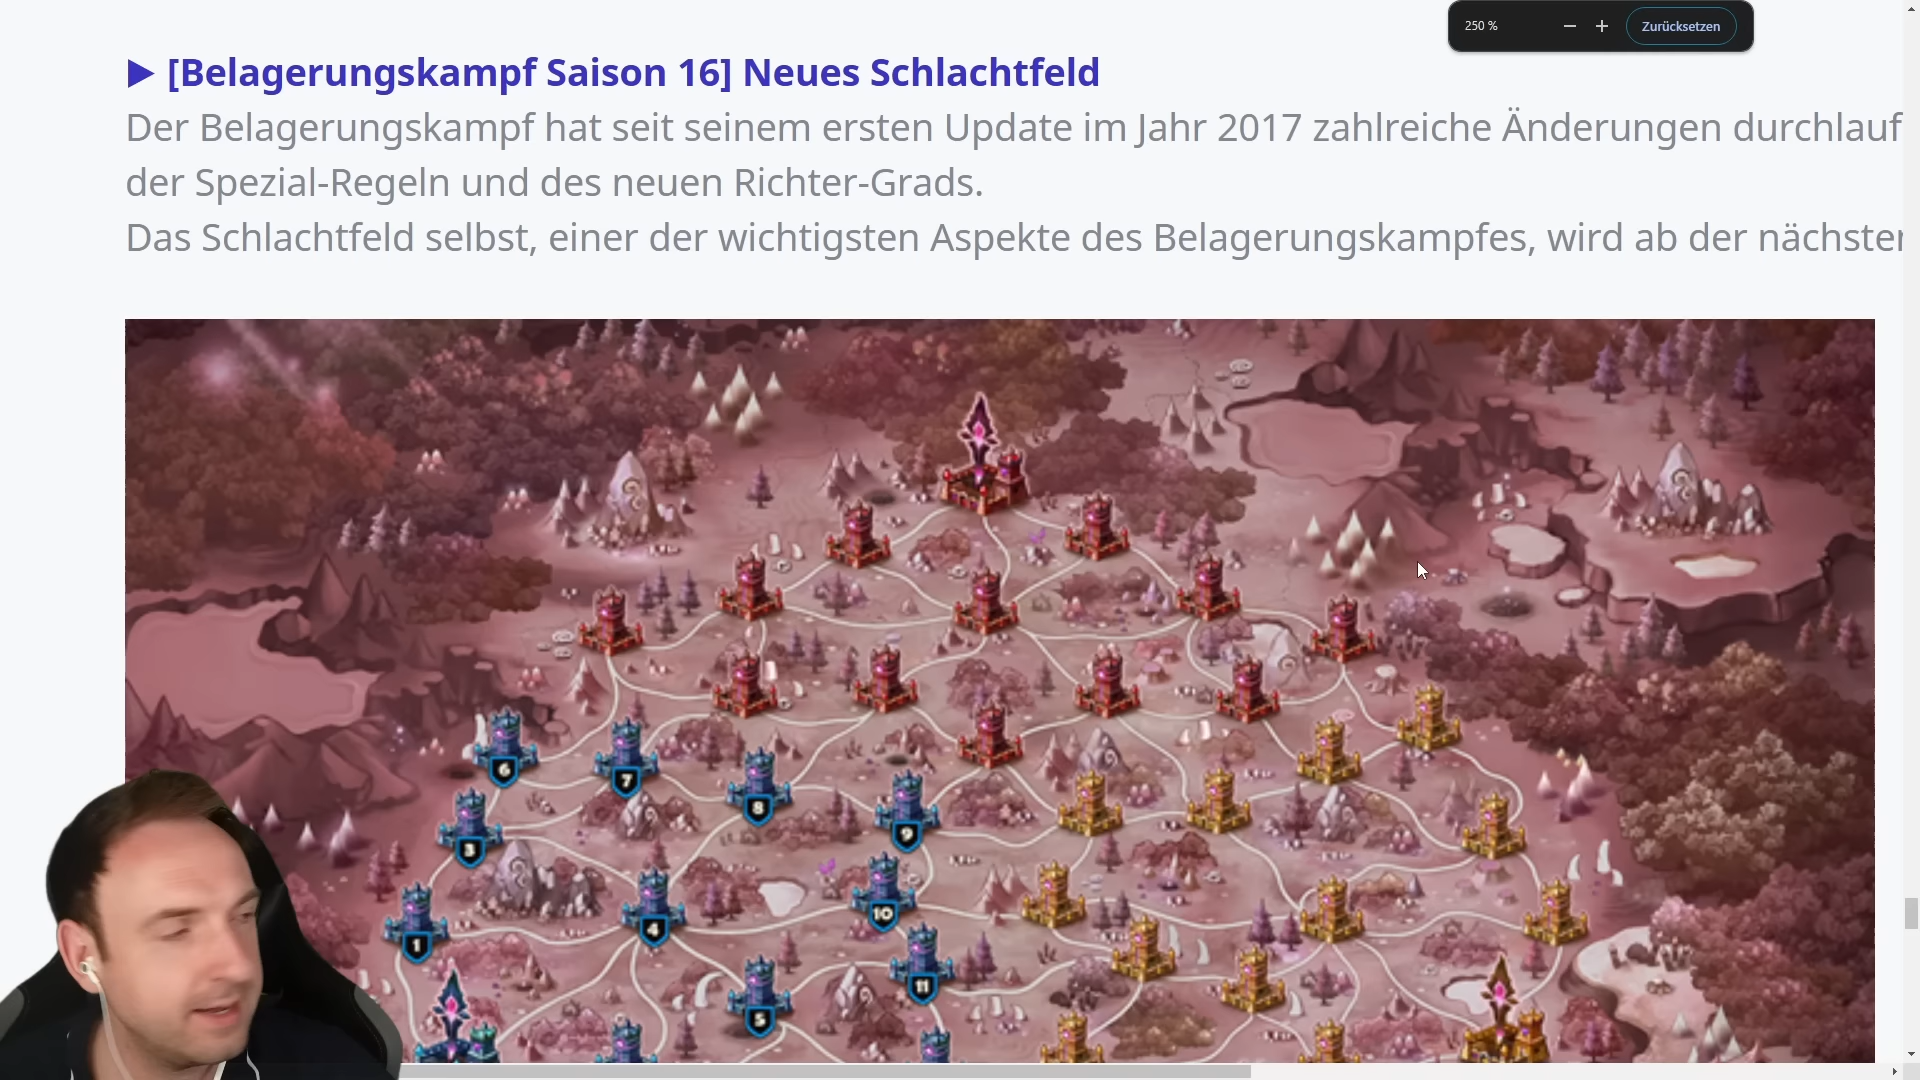 250 %
Zurücksetzen
▶ [Belagerungskampf Saison 16] Neues Schlachtfeld
Der Belagerungskampf hat seit seinem ersten Update im Jahr 2017 zahlreiche Änderungen durchlauf
der Spezial-Regeln und des neuen Richter-Grads.
Das Schlachtfeld selbst, einer der wichtigsten Aspekte des Belagerungskampfes, wird ab der nächster
6
7
8
9
3
10
4
1
11
5